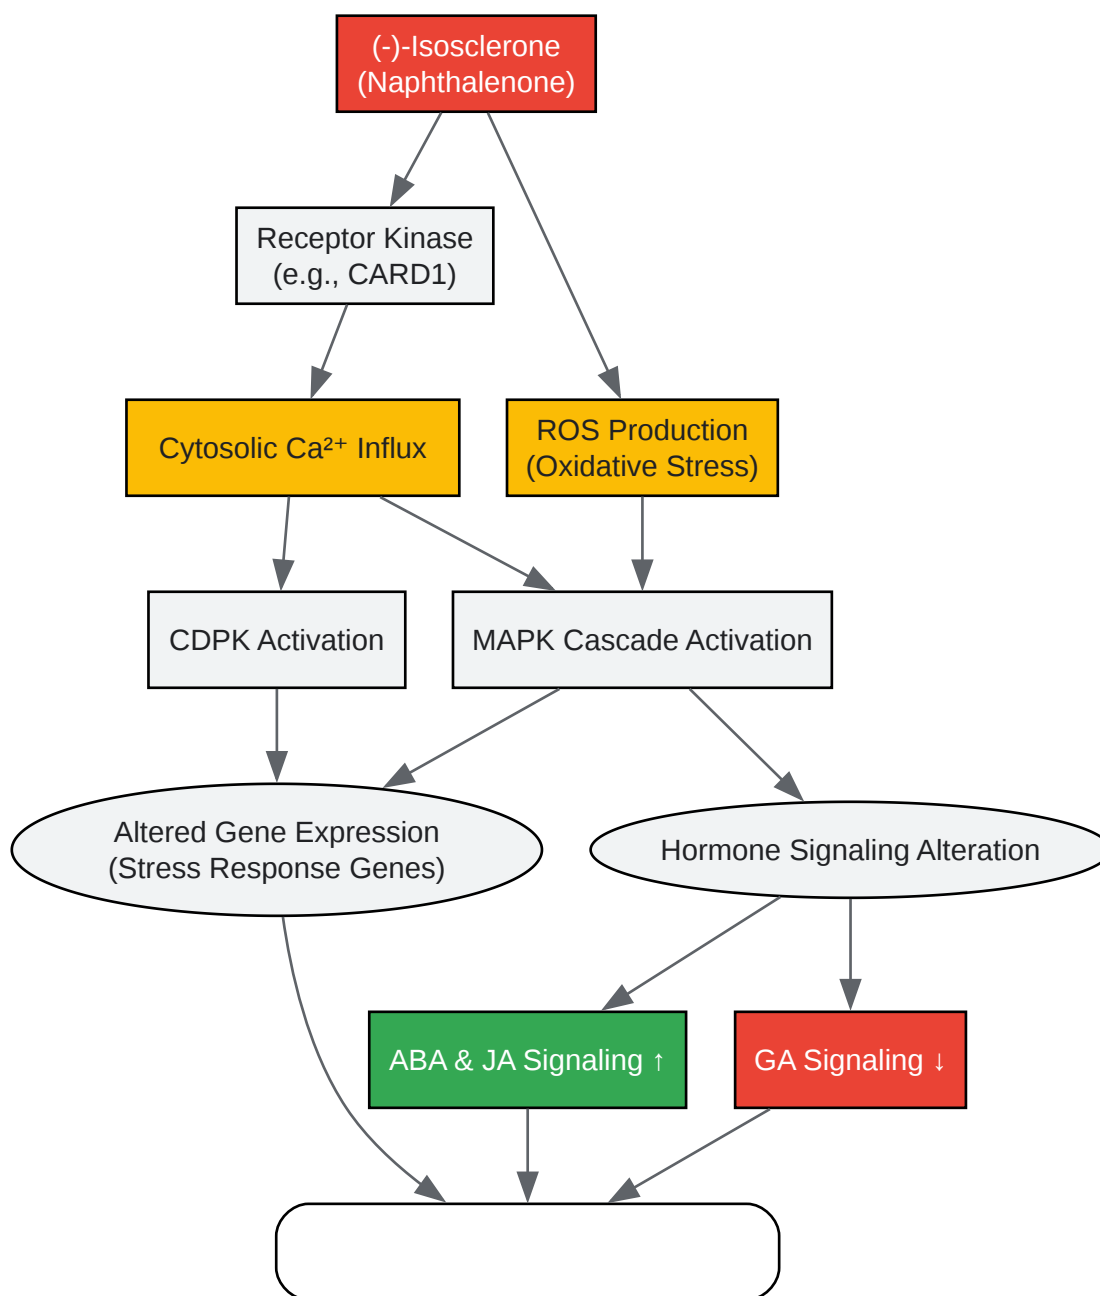 (-)-Isosclerone
(Naphthalenone)
Receptor Kinase
(e.g., CARD1)
Cytosolic Ca²⁺ Influx
ROS Production
(Oxidative Stress)
CDPK Activation
MAPK Cascade Activation
Altered Gene Expression
(Stress Response Genes)
Hormone Signaling Alteration
ABA & JA Signaling ↑
GA Signaling ↓